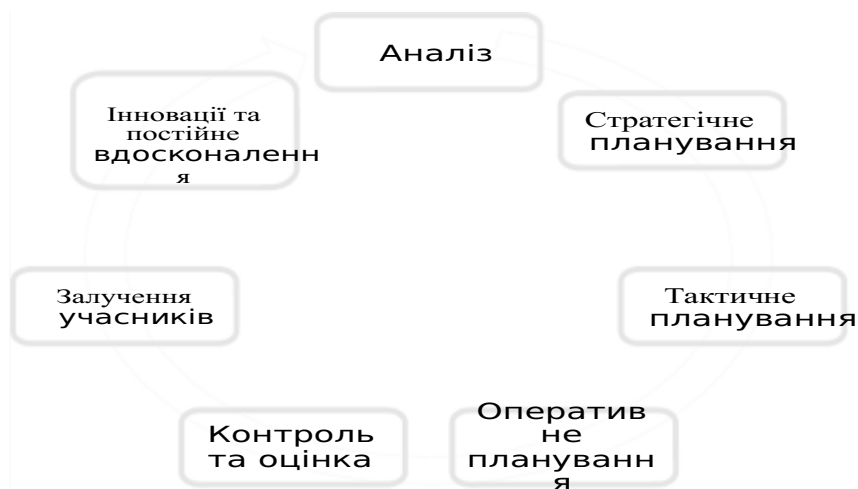 Аналіз
Стратегічне
планування
Тактичне
планування
Оператив
не
плануванн
я
Контроль
та оцінка
Залучення
учасників
Інновації та
постійне
вдосконаленн
я